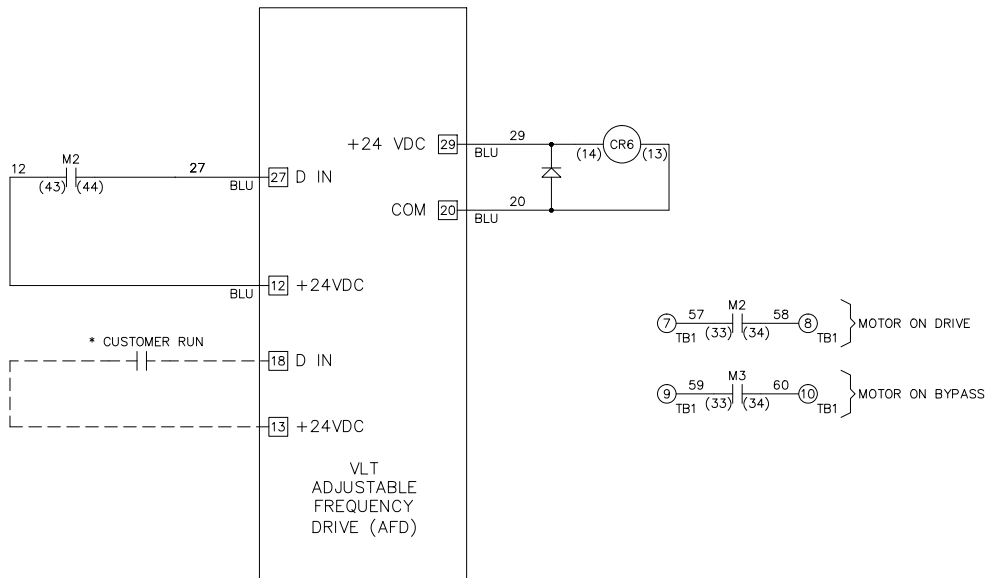 12
M2
(43) (44)
27
BLU
27 D IN
12 +24VDC
BLU
* CUSTOMER RUN
18 D IN
13 +24VDC
VLT
ADJUSTABLE
FREQUENCY
DRIVE (AFD)
+24 VDC 29
29
BLU
(14) CR6 (13)
COM 20
20
BLU
7 57 M2 58 8
TB1 (33) (34) TB1
MOTOR ON DRIVE
9 59 M3 60 10
TB1 (33) (34) TB1
MOTOR ON BYPASS